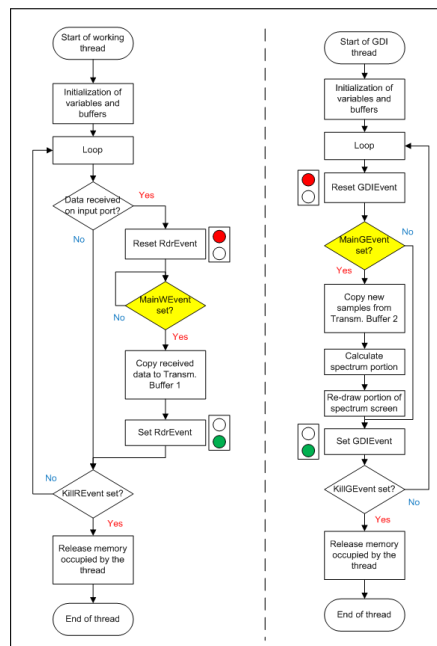 Start of working
thread
Initialization of
variables and
buffers
Loop
Data received
on input port?
Yes
No
Reset RdrEvent
MainWEvent
set?
No
Yes
Copy received
data to Transm.
Buffer 1
Set RdrEvent
No
KillREvent set?
Yes
Release memory
occupied by the
thread
End of thread
Start of GDI
thread
Initialization of
variables and
buffers
Loop
Reset GDIEvent
MainGEvent
set?
Yes
No
Copy new
samples from
Transm. Buffer 2
Calculate
spectrum portion
Re-draw portion of
spectrum screen
Set GDIEvent
KillGEvent set?
No
Yes
Release memory
occupied by the
thread
End of thread